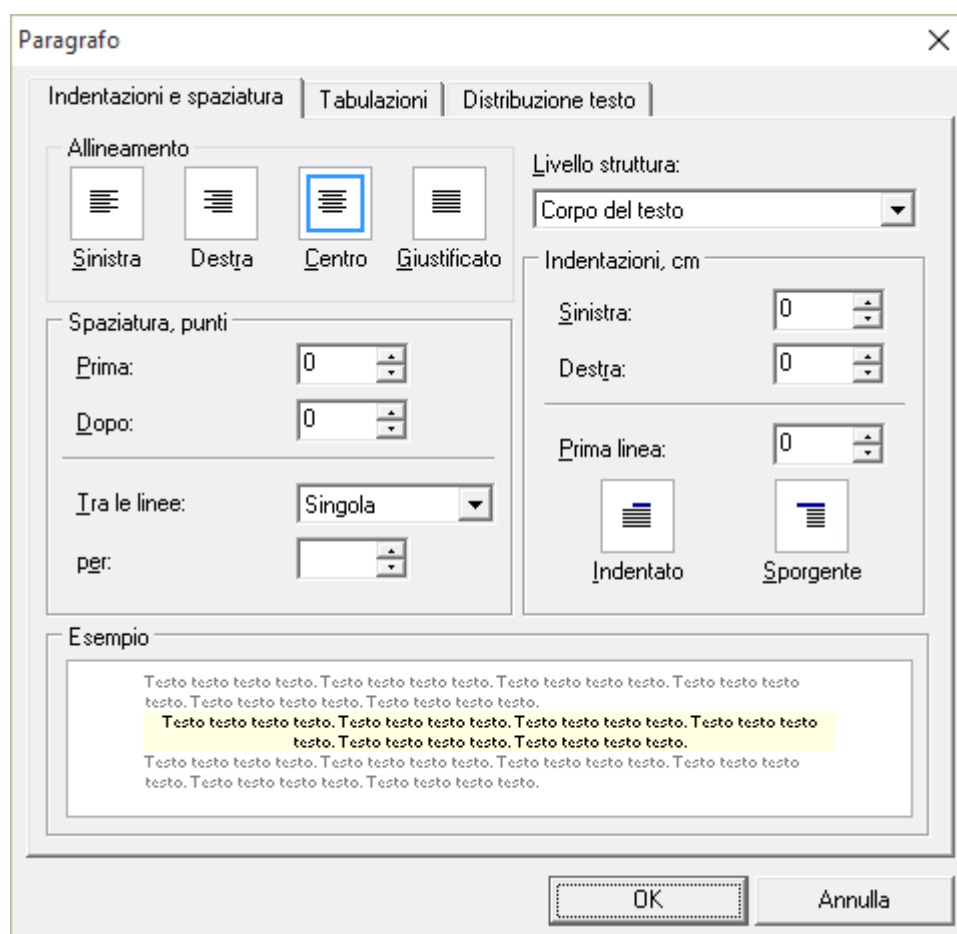 Paragrafo
Indentazioni e spaziatura
Tabulazioni
Distribuzione testo
Allineamento
Sinistra
Destra
Centro
Giustificato
Livello struttura:
Corpo del testo
Spaziatura, punti
Prima:
0
Dopo:
0
Tra le linee:
Singola
per:
Indentazioni, cm
Sinistra:
0
Destra:
0
Prima linea:
0
Indentato
Sporgente
Esempio
Testo testo testo testo. Testo testo testo testo. Testo testo testo testo. Testo testo testo
testo. Testo testo testo testo. Testo testo testo testo.
Testo testo testo testo. Testo testo testo testo. Testo testo testo testo. Testo testo testo
testo. Testo testo testo testo. Testo testo testo testo.
Testo testo testo testo. Testo testo testo testo. Testo testo testo testo. Testo testo testo
testo. Testo testo testo testo. Testo testo testo testo.
OK
Annulla